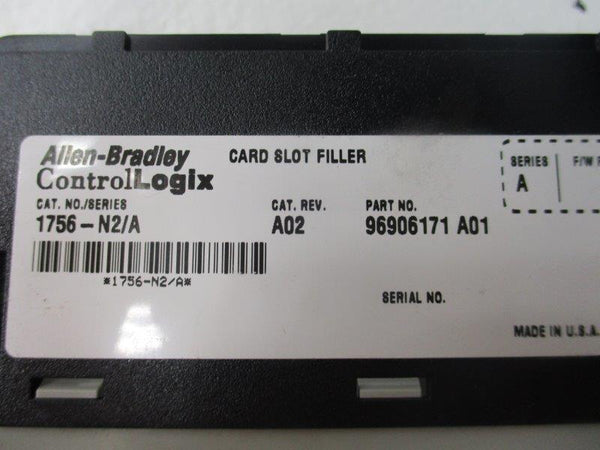 Allen-Bradley CARD SLOT FILLER
ControlLogix
CAT. NO./SERIES CAT. REV. PART NO.
1756-N2/A A02 96906171 A01
*1756-N2/A*
SERIES F/W
A
SERIAL NO.
MADE IN U.S.A.